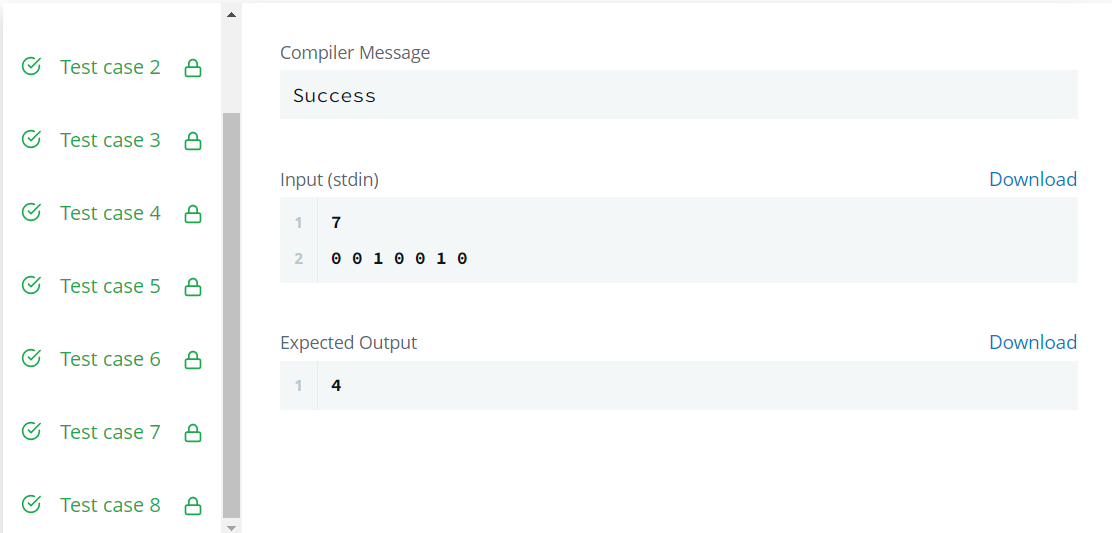 Test case 2
Test case 3
Test case 4
Test case 5
Test case 6
Test case 7
Test case 8
Compiler Message
Success
Input (stdin)
Download
1 7
2 0 0 1 0 0 1 0
Expected Output
Download
1 4